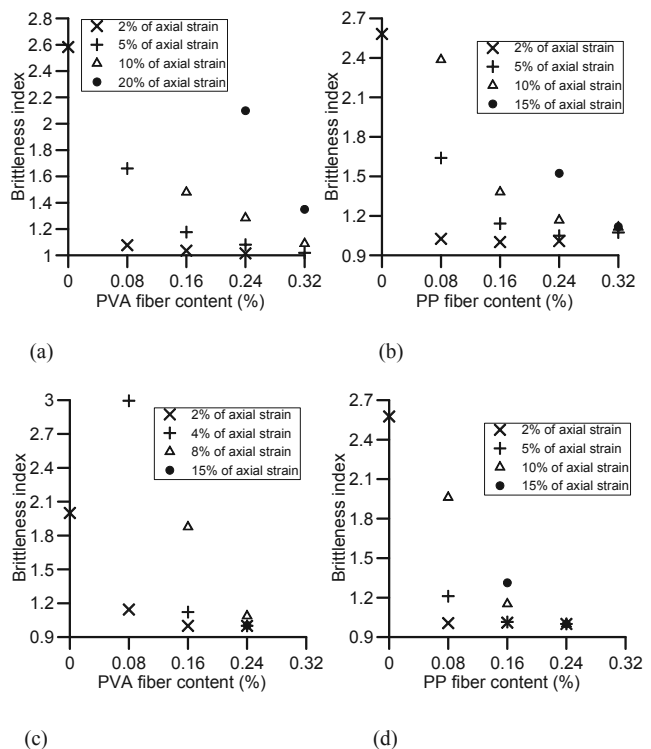 2.8
2.6
2.4
2.2
2
1.8
1.6
1.4
1.2
1
Brittleness index
2% of axial strain
5% of axial strain
10% of axial strain
20% of axial strain
0 0.08 0.16 0.24 0.32
PVA fiber content (%)
(a)
2.7
2.4
2.1
1.8
1.5
1.2
0.9
Brittleness index
2% of axial strain
5% of axial strain
10% of axial strain
15% of axial strain
0 0.08 0.16 0.24 0.32
PP fiber content (%)
(b)
3
2.7
2.4
2.1
1.8
1.5
1.2
0.9
Brittleness index
2% of axial strain
4% of axial strain
8% of axial strain
15% of axial strain
0 0.08 0.16 0.24 0.32
PVA fiber content (%)
(c)
2.7
2.4
2.1
1.8
1.5
1.2
0.9
Brittleness index
2% of axial strain
5% of axial strain
10% of axial strain
15% of axial strain
0 0.08 0.16 0.24 0.32
PP fiber content (%)
(d)